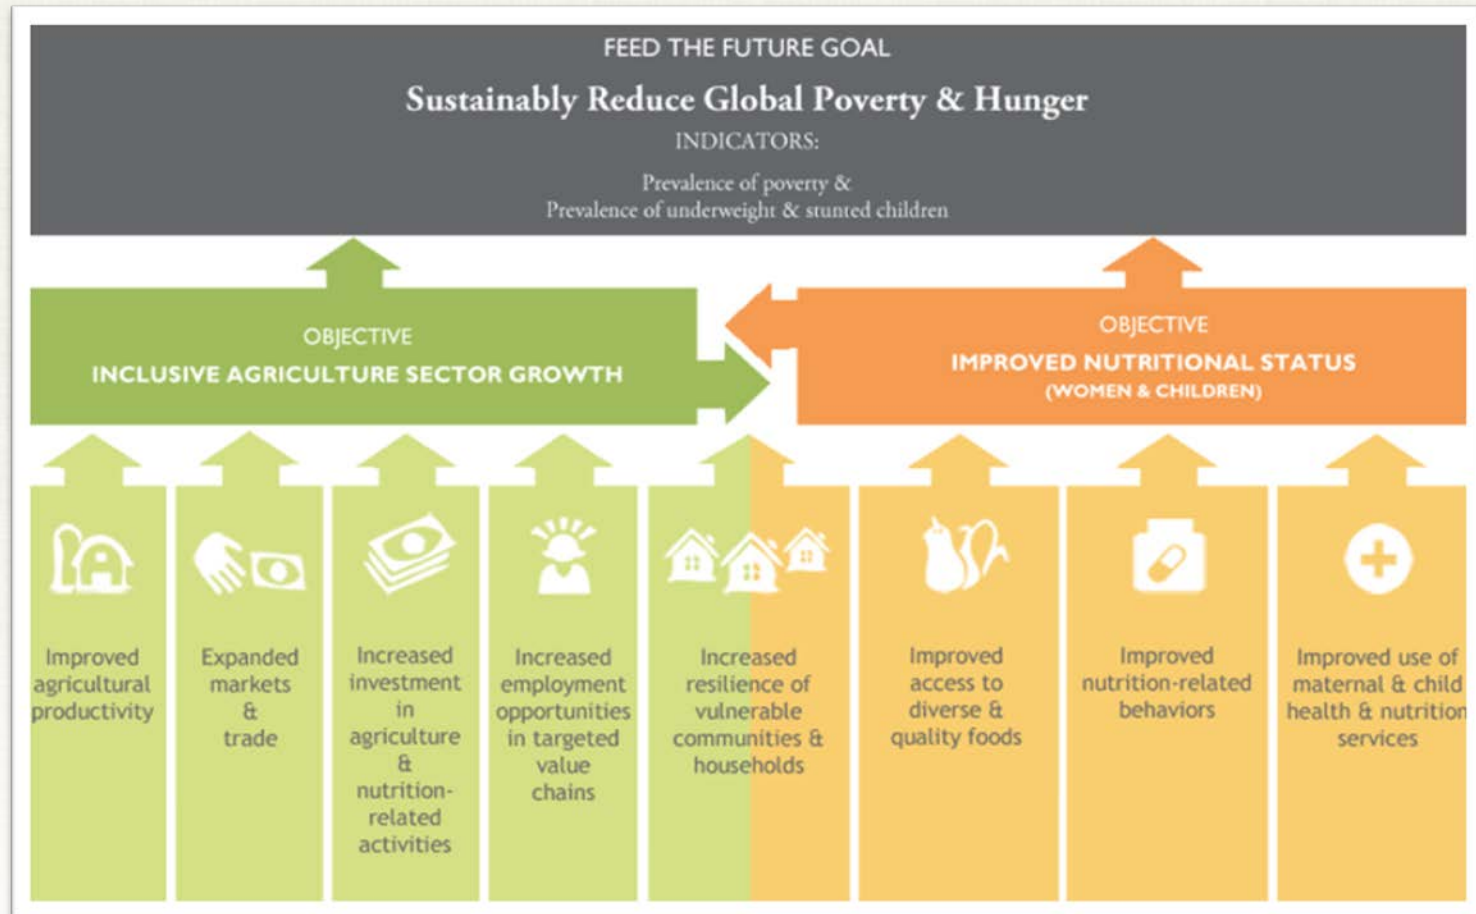 FEED THE FUTURE GOAL
Sustainably Reduce Global Poverty & Hunger
INDICATORS:
Prevalence of poverty &
Prevalence of underweight & stunted children
OBJECTIVE
INCLUSIVE AGRICULTURE SECTOR GROWTH
OBJECTIVE
IMPROVED NUTRITIONAL STATUS
(WOMEN & CHILDREN)
Improved
agricultural
productivity
Expanded
markets
&
trade
Increased
investment
in
agriculture
&
nutrition-
related
activities
Increased
employment
opportunities
in targeted
value
chains
Increased
resilience of
vulnerable
communities &
households
Improved
access to
diverse &
quality foods
Improved
nutrition-related
behaviors
Improved use of
maternal & child
health & nutrition
services